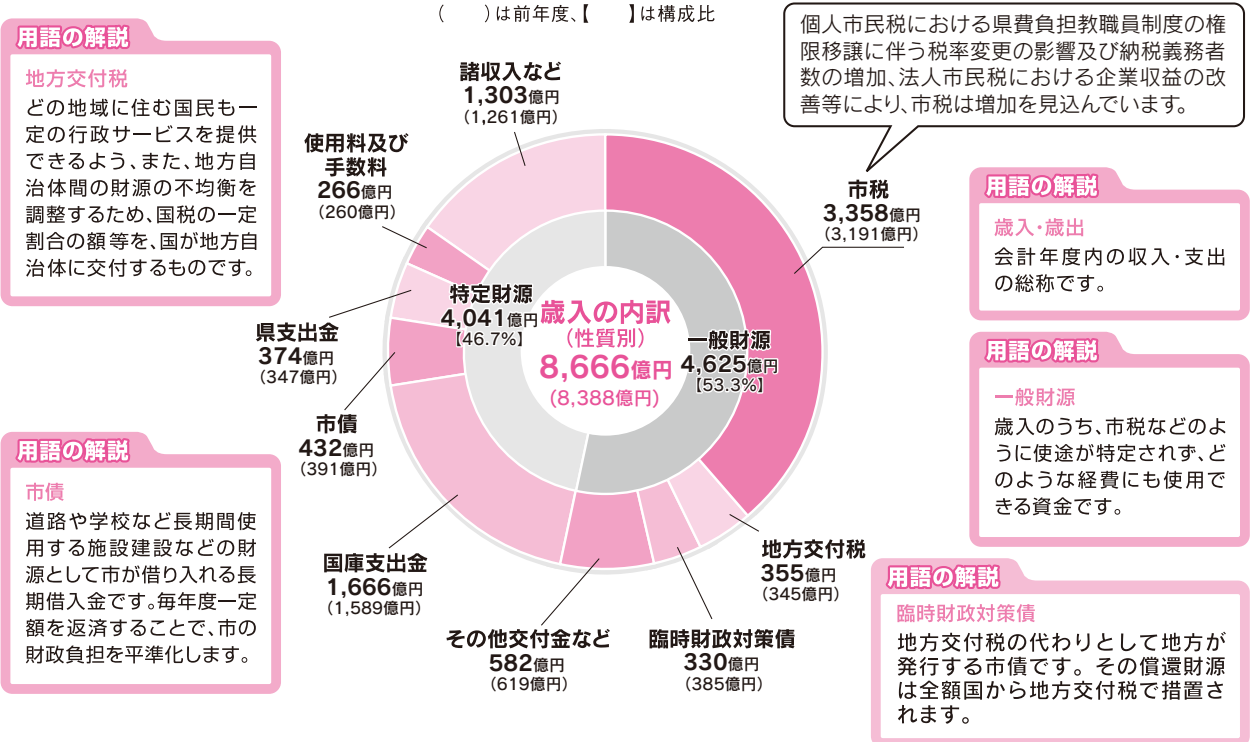 （　　）は前年度、【　　】は構成比
用語の解説
地方交付税
どの地域に住む国民も一
定の行政サービスを提供
できるよう、また、地方自
治体間の財源の不均衡を
調整するため、国税の一定
割合の額等を、国が地方自
治体に交付するものです。
個人市民税における県費負担教職員制度の権
限移譲に伴う税率変更の影響及び納税義務者
数の増加、法人市民税における企業収益の改
善等により、市税は増加を見込んでいます。
諸収入など
1,303億円
（1,261億円）
使用料及び
手数料
266億円
（260億円）
県支出金
374億円
（347億円）
市債
432億円
（391億円）
国庫支出金
1,666億円
（1,589億円）
その他交付金など
582億円
（619億円）
臨時財政対策債
330億円
（385億円）
地方交付税
355億円
（345億円）
市税
3,358億円
（3,191億円）
特定財源
4,041億円
【46.7%】
歳入の内訳
（性質別）
8,666億円
（8,388億円）
一般財源
4,625億円
【53.3%】
用語の解説
市債
道路や学校など長期間使
用する施設建設などの財
源として市が借り入れる長
期借入金です。毎年度一定
額を返済することで、市の
財政負担を平準化します。
用語の解説
歳入・歳出
会計年度内の収入・支出
の総称です。
用語の解説
一般財源
歳入のうち、市税などのよ
うに使途が特定されず、ど
のような経費にも使用で
きる資金です。
用語の解説
臨時財政対策債
地方交付税の代わりとして地方が
発行する市債です。その償還財源
は全額国から地方交付税で措置さ
れます。